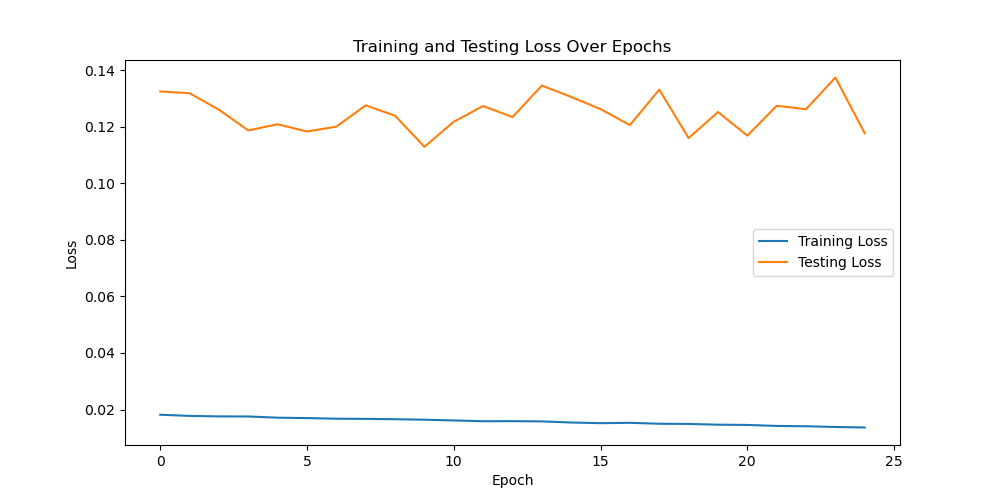 Training and Testing Loss Over Epochs
0.14
0.12
0.10
0.08
0.06
0.04
0.02
Loss
Training Loss
Testing Loss
0 5 10 15 20 25
Epoch